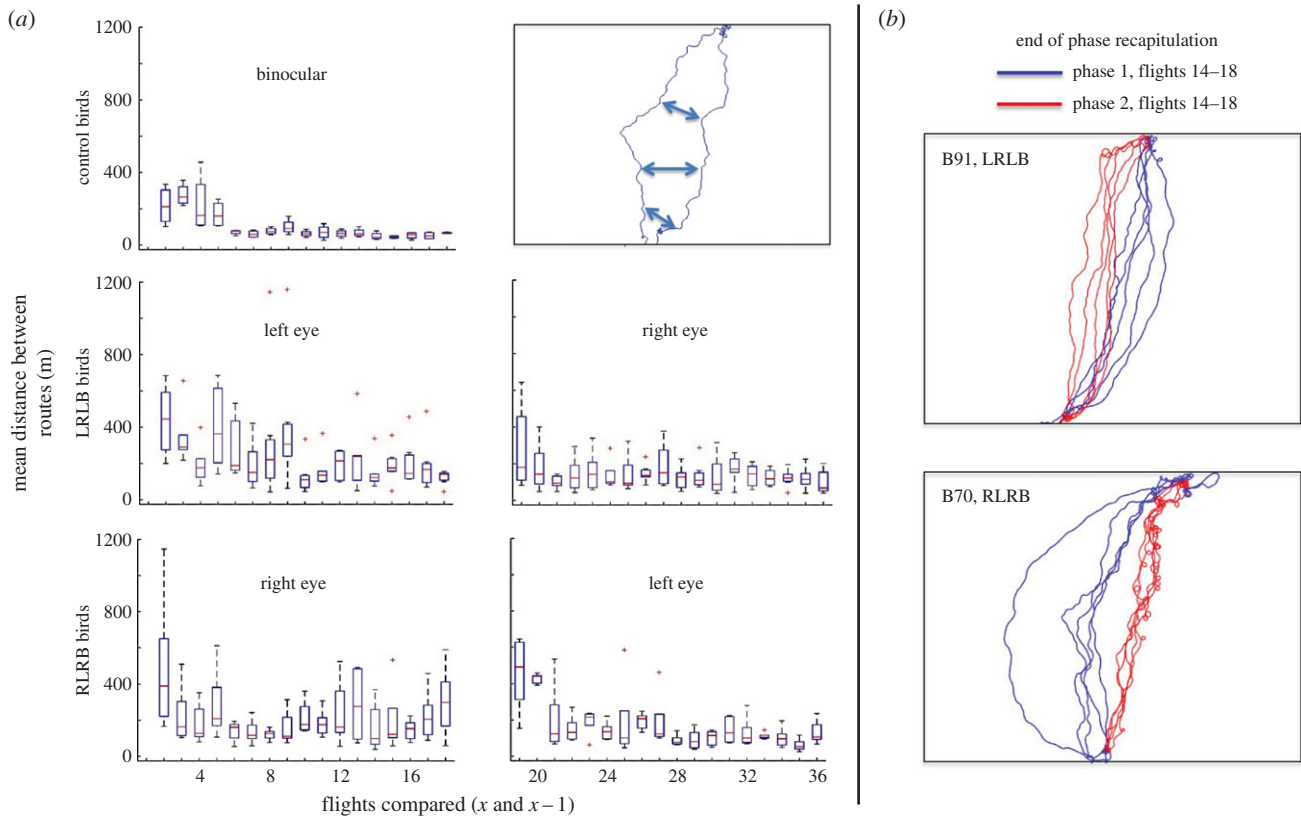 (a)
1200
800
400
0
control birds
binocular
mean distance between
routes (m)
1200
800
400
0
LRLB birds
left eye
right eye
1200
800
400
0
RLRB birds
right eye
left eye
4 8 12 16
20 24 28 32 36
flights compared (x and x – 1)
(b)
end of phase recapitulation
phase 1, flights 14–18
phase 2, flights 14–18
B91, LRLB
B70, RLRB